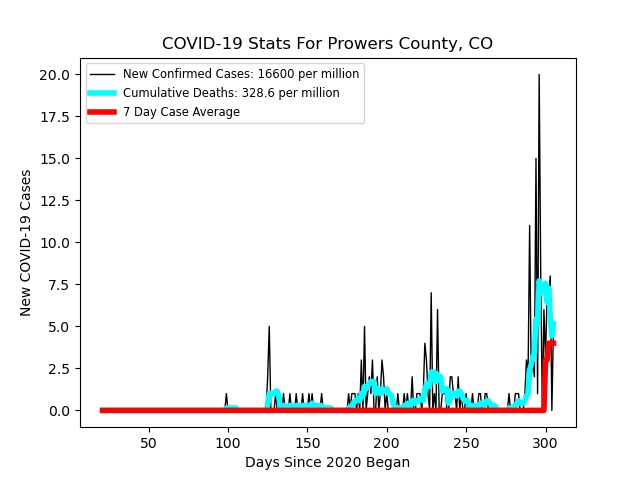 COVID-19 Stats For Prowers County, CO
New Confirmed Cases: 16600 per million
Cumulative Deaths: 328.6 per million
7 Day Case Average
20.0
17.5
15.0
12.5
10.0
7.5
5.0
2.5
0.0
New COVID-19 Cases
50 100 150 200 250 300
Days Since 2020 Began